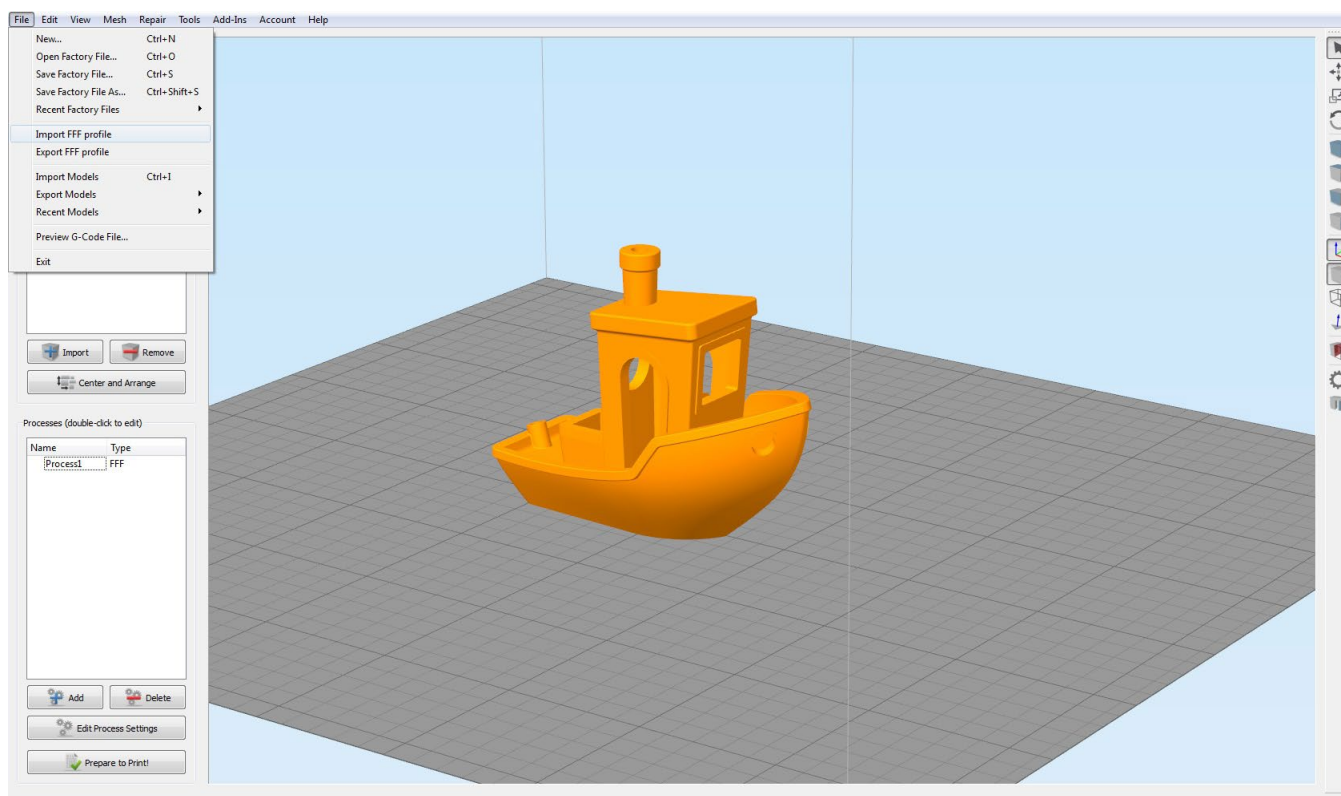 File Edit View Mesh Repair Tools Add-Ins Account Help
New... Ctrl+N
Open Factory File... Ctrl+O
Save Factory File... Ctrl+S
Save Factory File As... Ctrl+Shift+S
Recent Factory Files
Import FFF profile
Export FFF profile
Import Models Ctrl+I
Export Models
Recent Models
Preview G-Code File...
Exit
Import Remove
Center and Arrange
Processes (double-click to edit)
Name Type
Process1 FFF
Add Delete
Edit Process Settings
Prepare to Print!